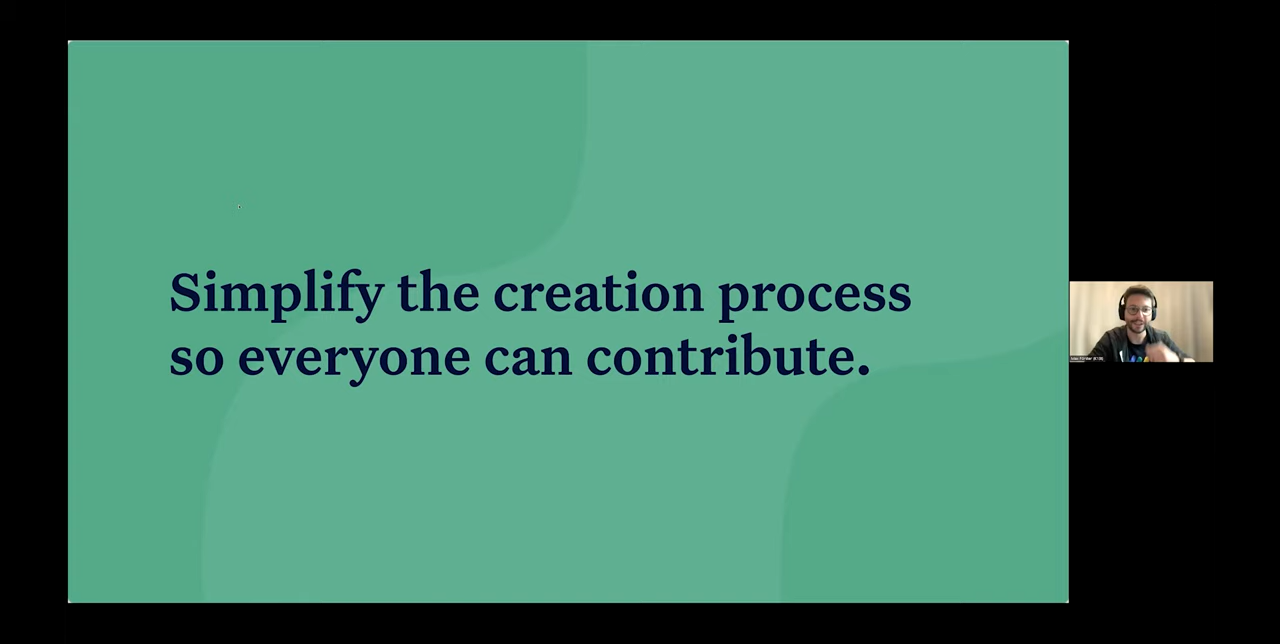 Simplify the creation process
so everyone can contribute.